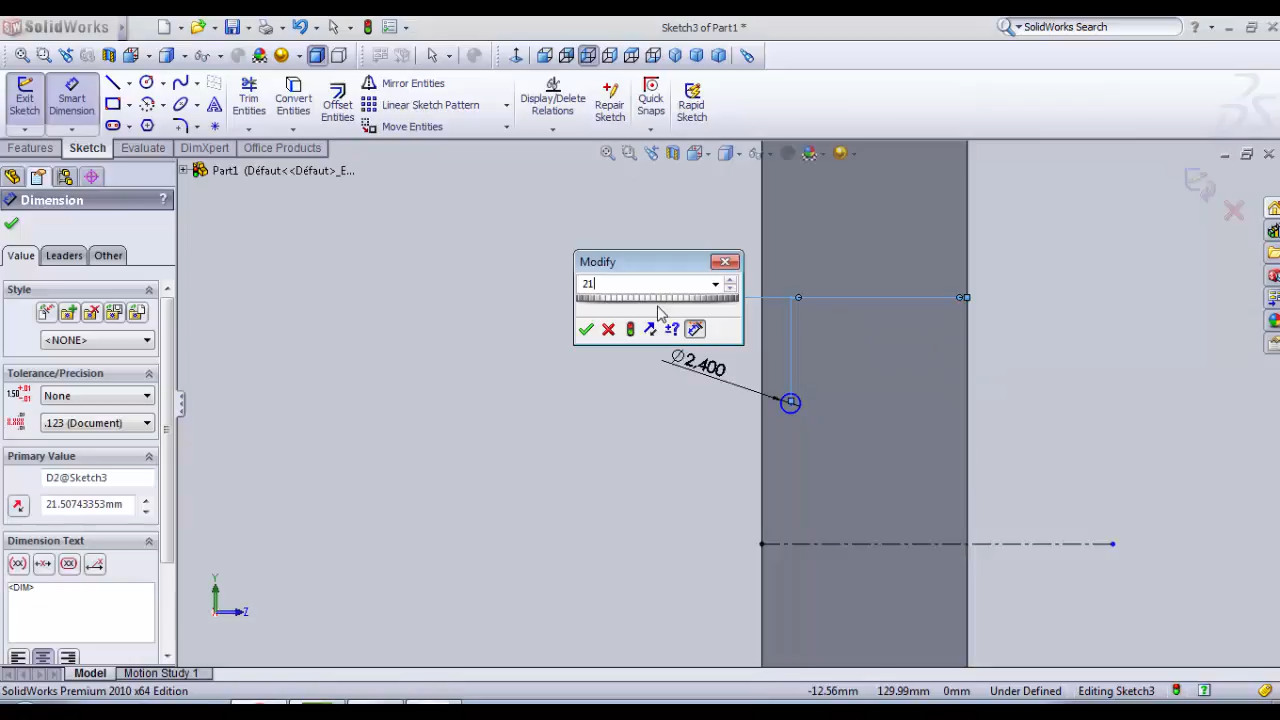 SolidWorks
Sketch3 of Part1 *
SolidWorks Search
Exit Sketch
Smart Dimension
Trim Entities
Convert Entities
Offset Entities
Mirror Entities
Linear Sketch Pattern
Move Entities
Display/Delete Relations
Repair Sketch
Quick Snaps
Rapid Sketch
Features
Sketch
Evaluate
DimXpert
Office Products
Part1 (Défaut<<Défaut>_E...
Dimension
?
Value
Leaders
Other
Style
<NONE>
Tolerance/Precision
None
.123 (Document)
Primary Value
D2@Sketch3
21.50743353mm
Dimension Text
<DIM>
Modify
21
±?
Ø2,400
Y
Z
Model
Motion Study 1
SolidWorks Premium 2010 x64 Edition
-12.56mm
129.99mm
0mm
Under Defined
Editing Sketch3